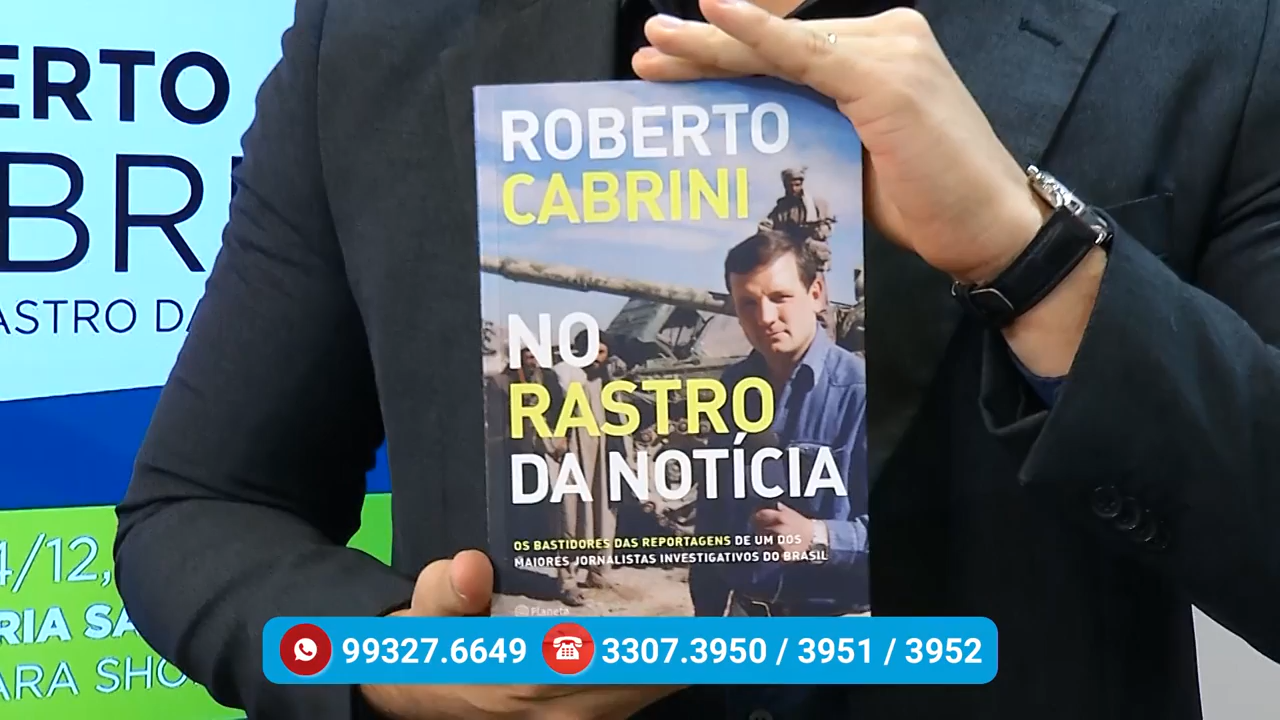 ERTO
BR
ASTRO DA
4/12,
RIA SA
ARA SHO
ROBERTO
CABRINI
NO
RASTRO
DA NOTÍCIA
OS BASTIDORES DAS REPORTAGENS DE UM DOS
MAIORES JORNALISTAS INVESTIGATIVOS DO BRASIL
Planeta
99327.6649 3307.3950 / 3951 / 3952